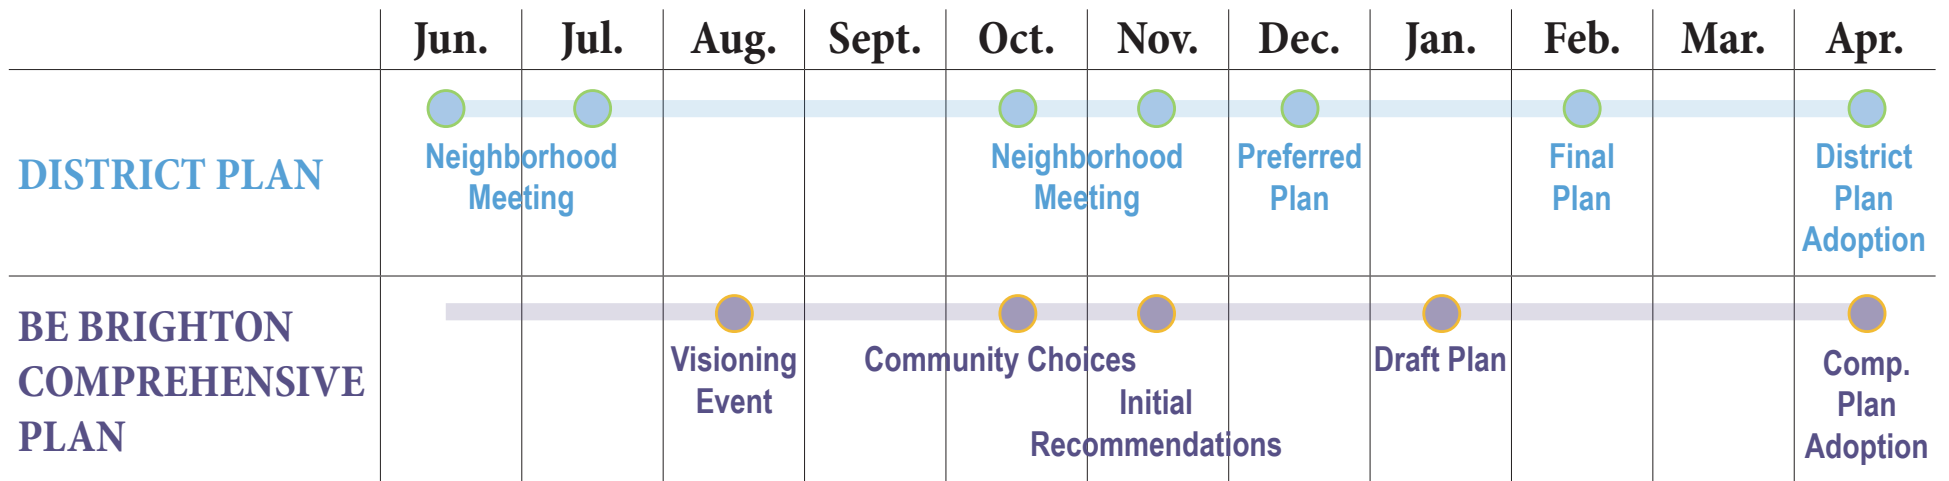 Jun. Jul. Aug. Sept. Oct. Nov. Dec. Jan. Feb. Mar. Apr.
DISTRICT PLAN
Neighborhood
Meeting
Neighborhood
Meeting
Preferred
Plan
Final
Plan
District
Plan
Adoption
BE BRIGHTON
COMPREHENSIVE
PLAN
Visioning
Event
Community Choices
Initial
Recommendations
Draft Plan
Comp.
Plan
Adoption